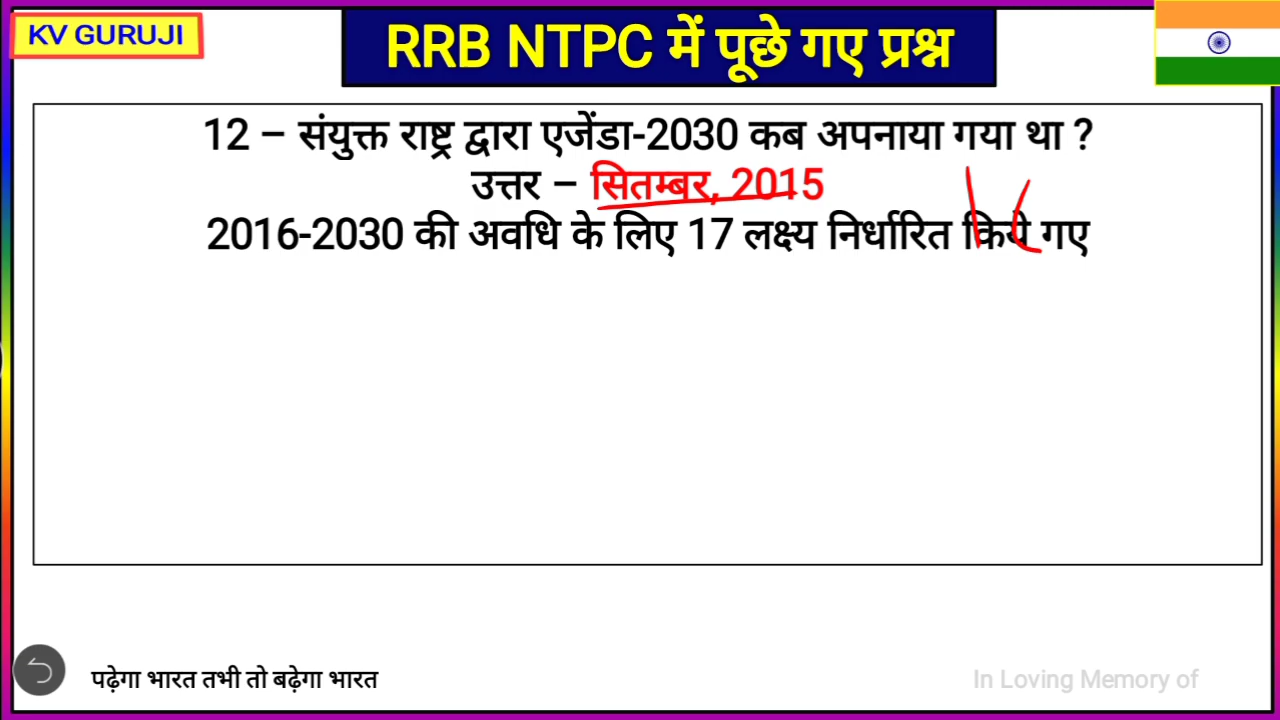 KV GURUJI
RRB NTPC में पूछे गए प्रश्न
12 – संयुक्त राष्ट्र द्वारा एजेंडा-2030 कब अपनाया गया था ?
उत्तर – सितम्बर, 2015
2016-2030 की अवधि के लिए 17 लक्ष्य निर्धारित किये गए
पढ़ेगा भारत तभी तो बढ़ेगा भारत
In Loving Memory of